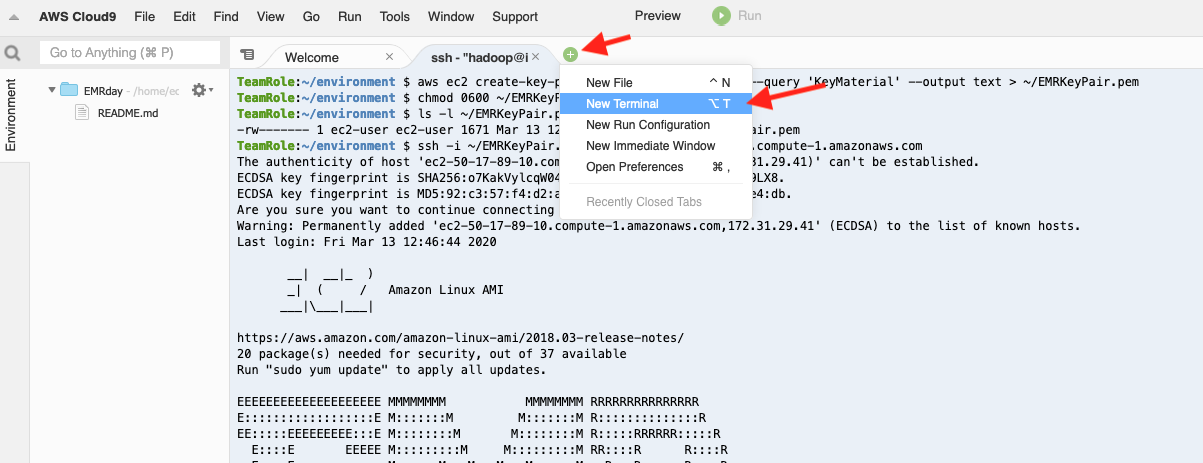 AWS Cloud9 File Edit Find View Go Run Tools Window Support Preview Run
Go to Anything (⌘ P)
Welcome
ssh - "hadoop@i
Environment
EMRday - /home/ec
README.md
New File ^ N
New Terminal ⌥ T
New Run Configuration
New Immediate Window
Open Preferences ⌘ ,
Recently Closed Tabs
TeamRole:~/environment $ aws ec2 create-key-p --query 'KeyMaterial' --output text > ~/EMRKeyPair.pem
TeamRole:~/environment $ chmod 0600 ~/EMRKeyP
TeamRole:~/environment $ ls -l ~/EMRKeyPair.p
-rw------- 1 ec2-user ec2-user 1671 Mar 13 12 air.pem
TeamRole:~/environment $ ssh -i ~/EMRKeyPair. .compute-1.amazonaws.com
The authenticity of host 'ec2-50-17-89-10.com 31.29.41)' can't be established.
ECDSA key fingerprint is SHA256:o7KakVylcqW04 9LX8.
ECDSA key fingerprint is MD5:92:c3:57:f4:d2:a e4:db.
Are you sure you want to continue connecting
Warning: Permanently added 'ec2-50-17-89-10.compute-1.amazonaws.com,172.31.29.41' (ECDSA) to the list of known hosts.
Last login: Fri Mar 13 12:46:44 2020
__| __|_ )
_| ( / Amazon Linux AMI
___|\___|___|
https://aws.amazon.com/amazon-linux-ami/2018.03-release-notes/
20 package(s) needed for security, out of 37 available
Run "sudo yum update" to apply all updates.
EEEEEEEEEEEEEEEEEEEE MMMMMMMM MMMMMMMM RRRRRRRRRRRRRRR
E::::::::::::::::::E M:::::::M M:::::::M R::::::::::::::R
EE:::::EEEEEEEEE:::E M::::::::M M::::::::M R:::::RRRRRR:::::R
E::::E EEEEE M:::::::::M M:::::::::M RR::::R R::::R